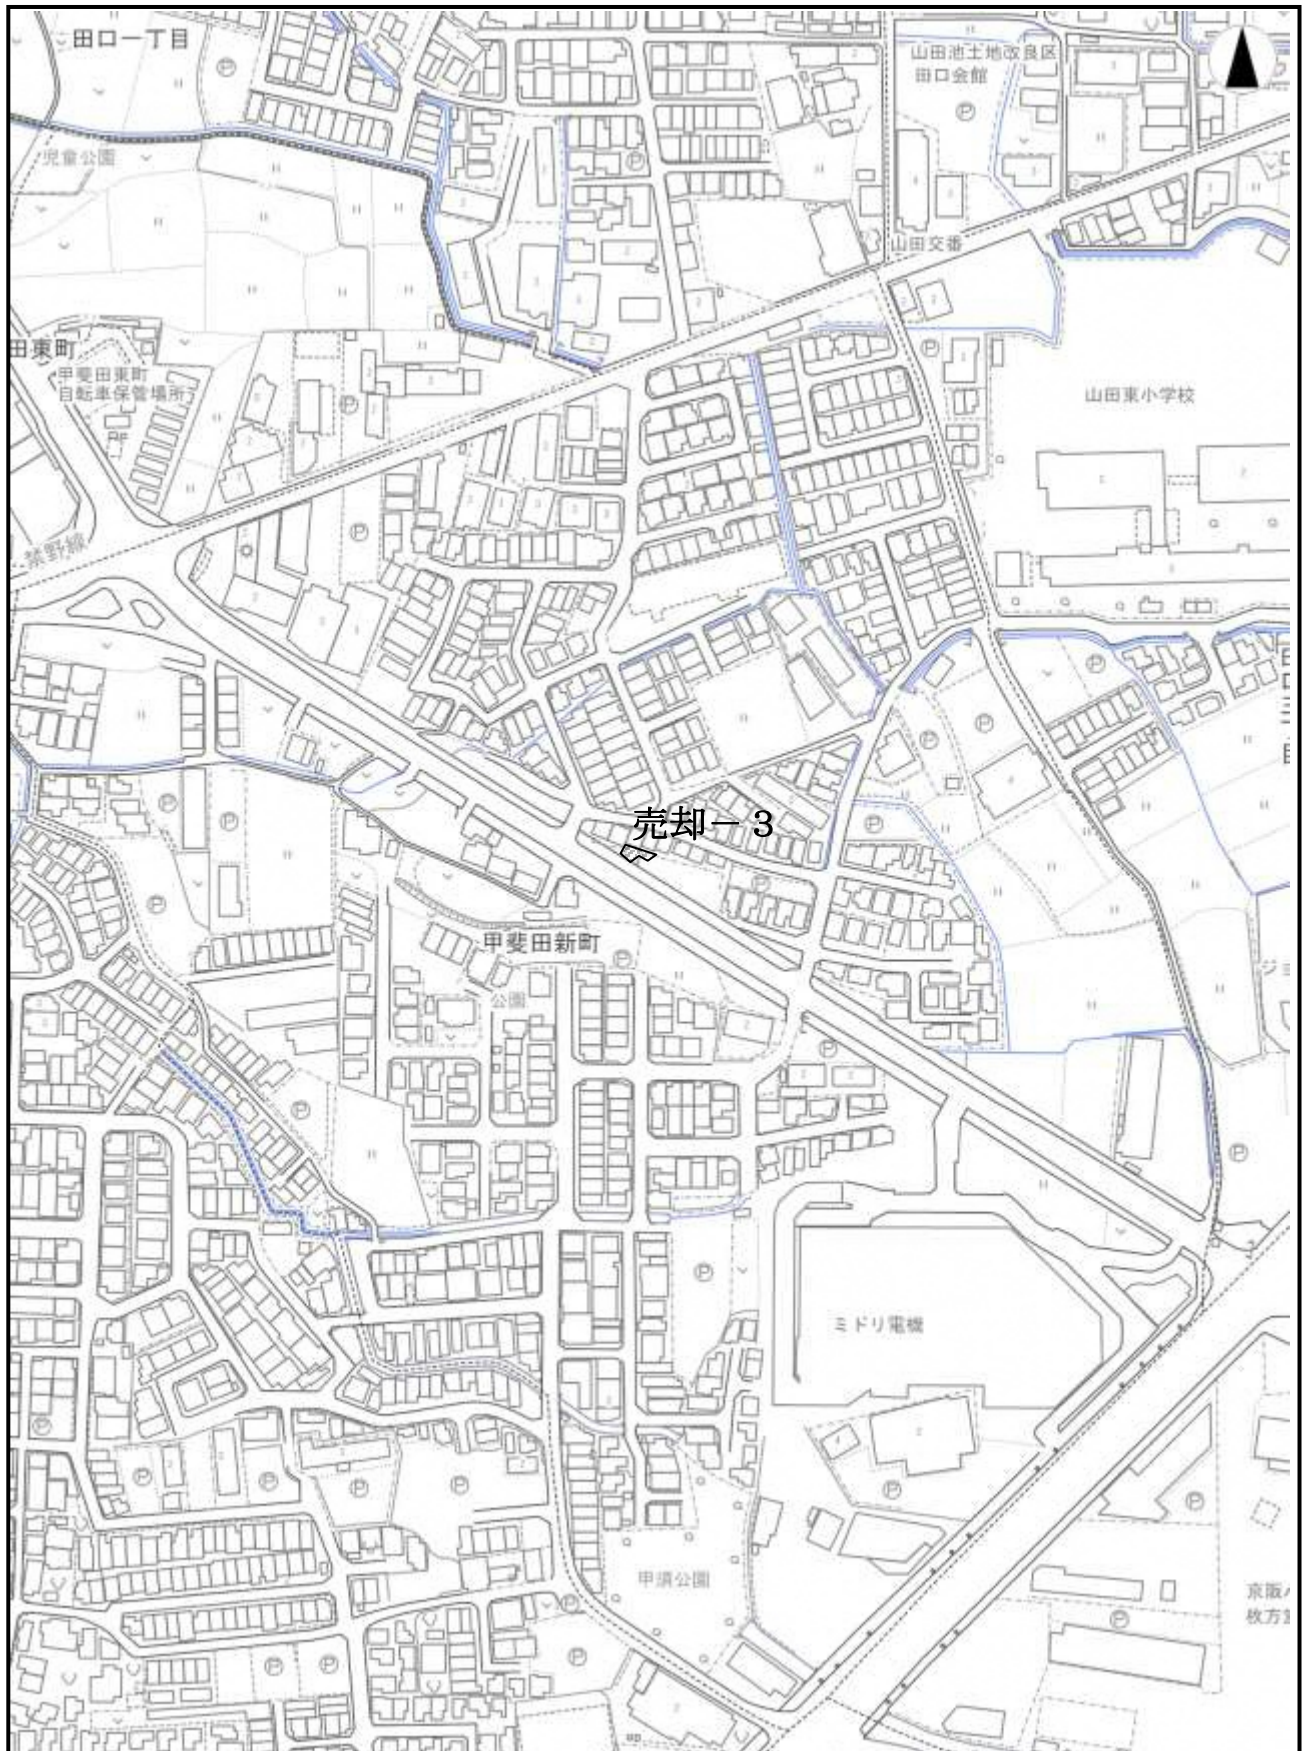 田口一丁目
山田池土地改良区
田口会館
児童公園
山田交番
田東町
甲斐田東町
自転車保管場所
山田東小学校
禁野線
売却－３
甲斐田新町
公園
ミドリ電機
甲須公園
京阪
枚方